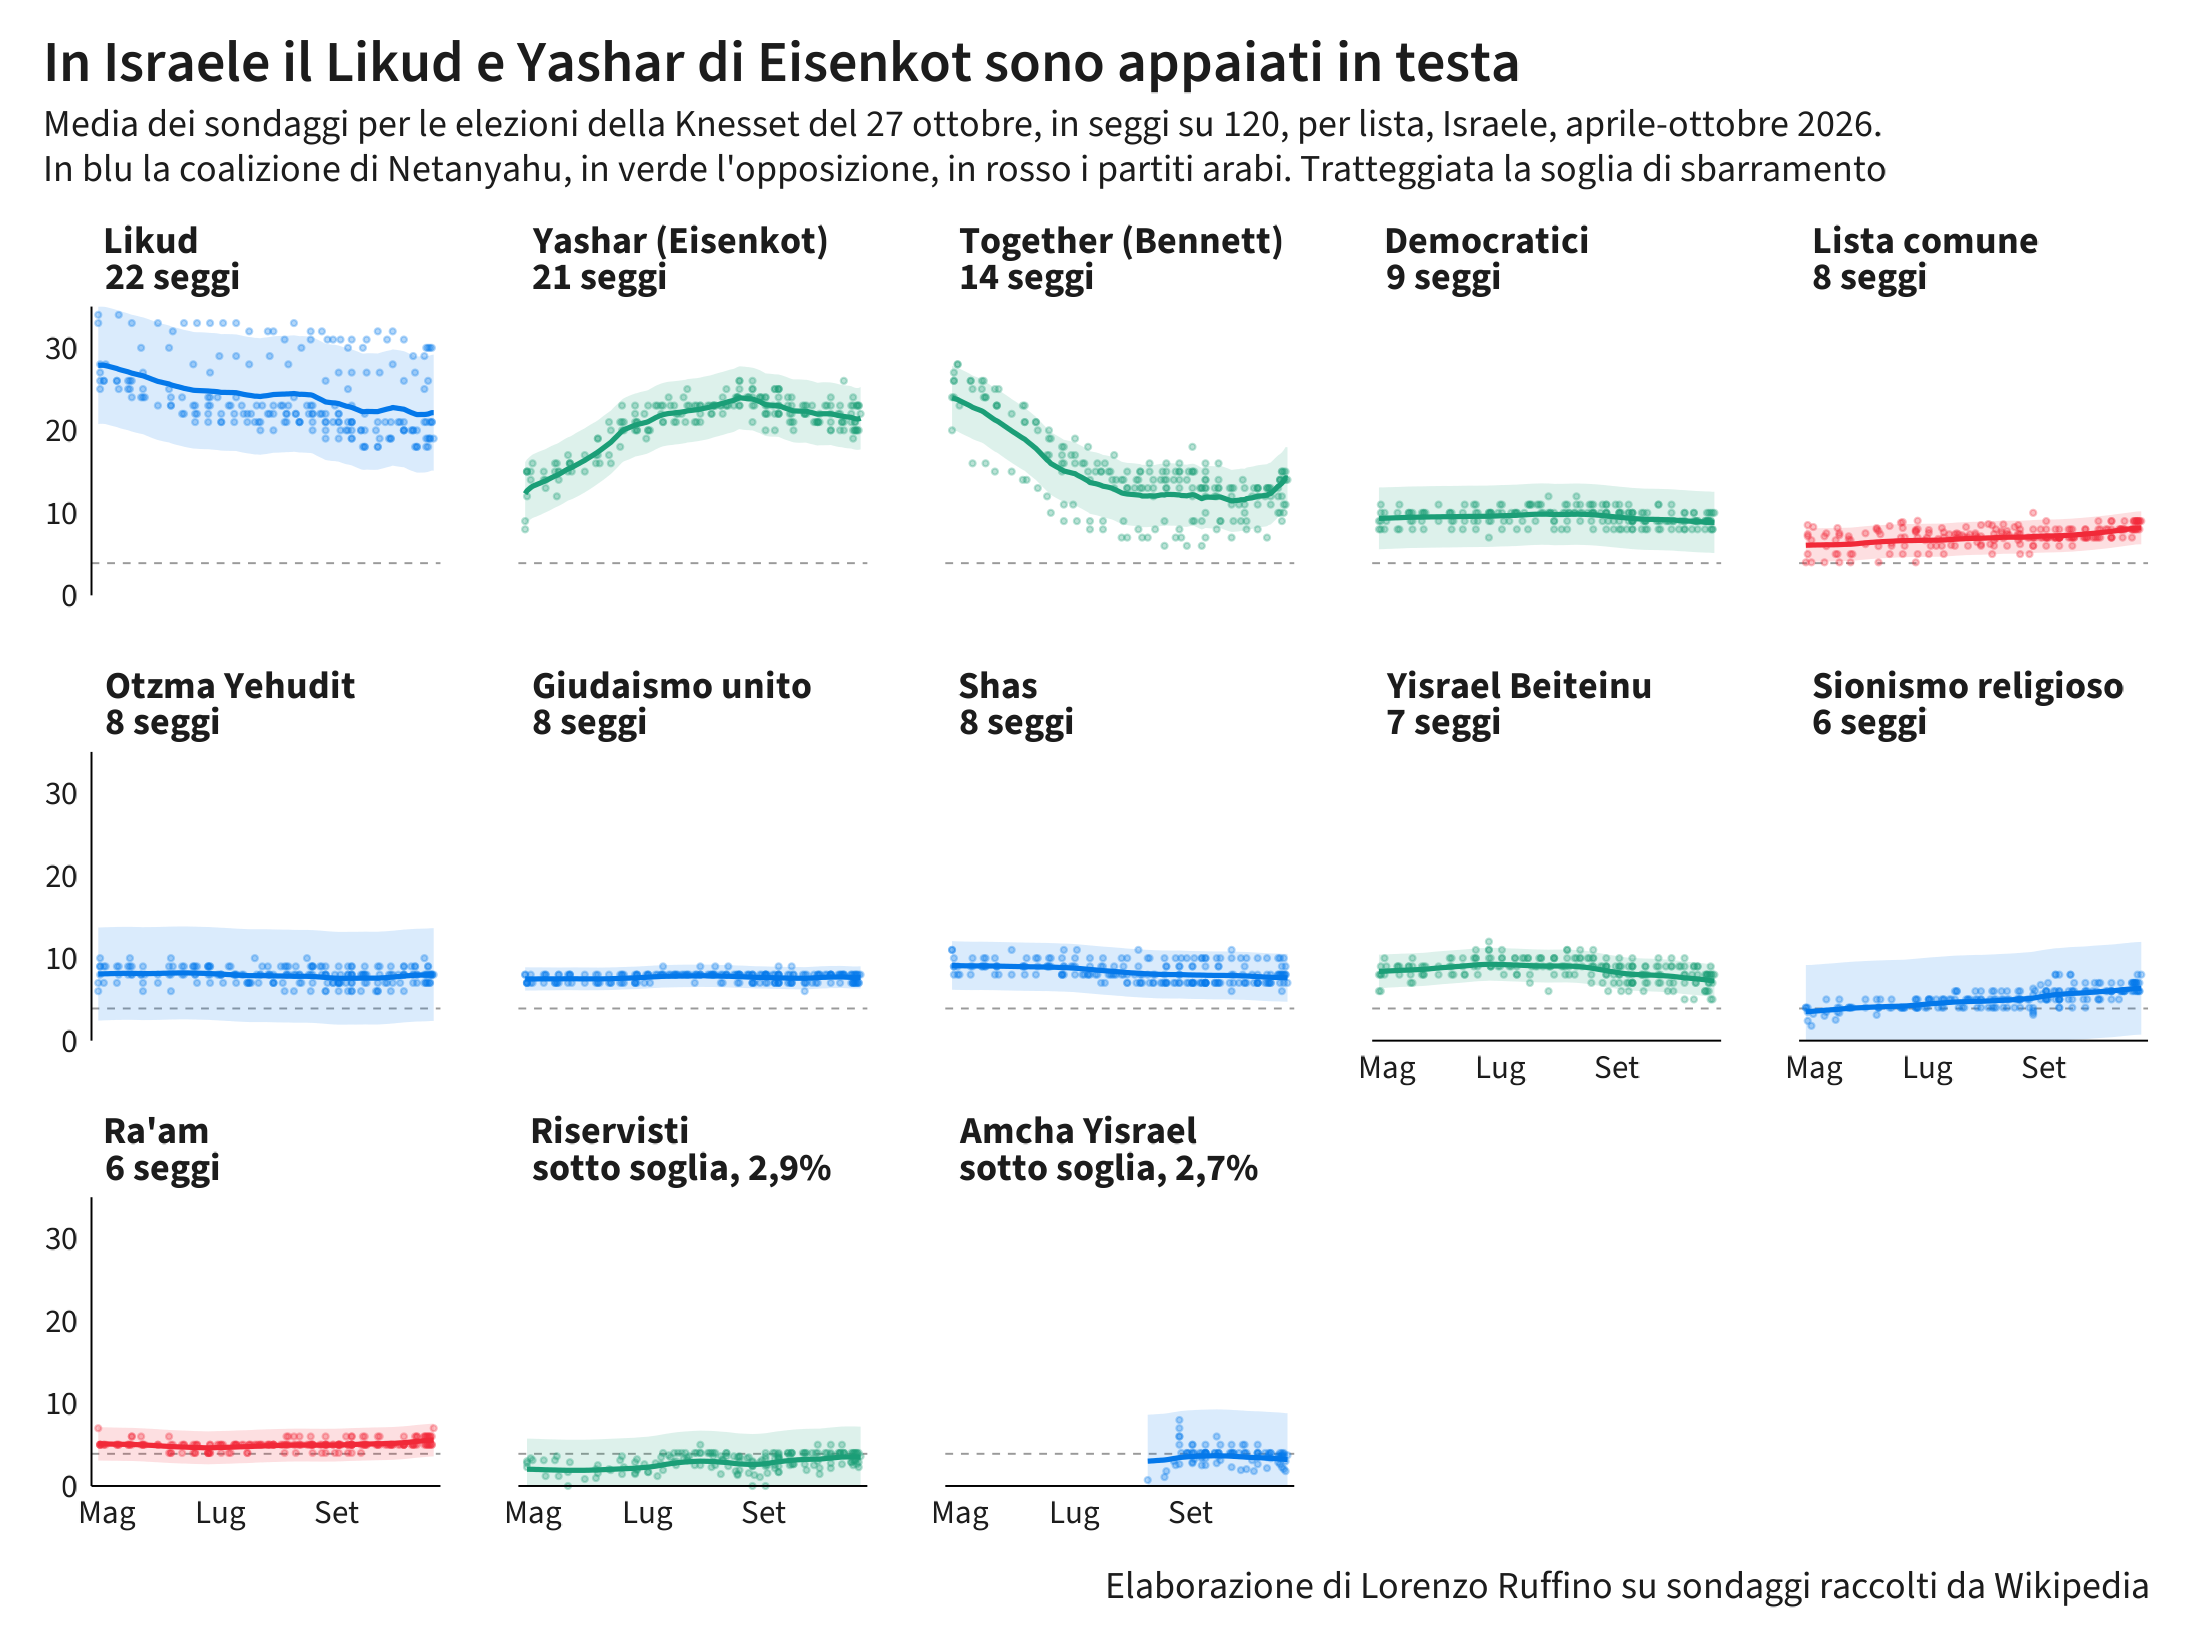 In Israele il Likud e Yashar di Eisenkot sono appaiati in testa
Media dei sondaggi per le elezioni della Knesset del 27 ottobre, in seggi su 120, per lista, Israele, aprile-ottobre 2026.
In blu la coalizione di Netanyahu, in verde l'opposizione, in rosso i partiti arabi. Tratteggiata la soglia di sbarramento
Likud
22 seggi
Yashar (Eisenkot)
21 seggi
Together (Bennett)
14 seggi
Democratici
9 seggi
Lista comune
8 seggi
30
20
10
0
Otzma Yehudit
8 seggi
Giudaismo unito
8 seggi
Shas
8 seggi
Yisrael Beiteinu
7 seggi
Sionismo religioso
6 seggi
30
20
10
0
Mag Lug Set
Mag Lug Set
Ra'am
6 seggi
Riservisti
sotto soglia, 2,9%
Amcha Yisrael
sotto soglia, 2,7%
30
20
10
0
Mag Lug Set
Mag Lug Set
Mag Lug Set
Elaborazione di Lorenzo Ruffino su sondaggi raccolti da Wikipedia